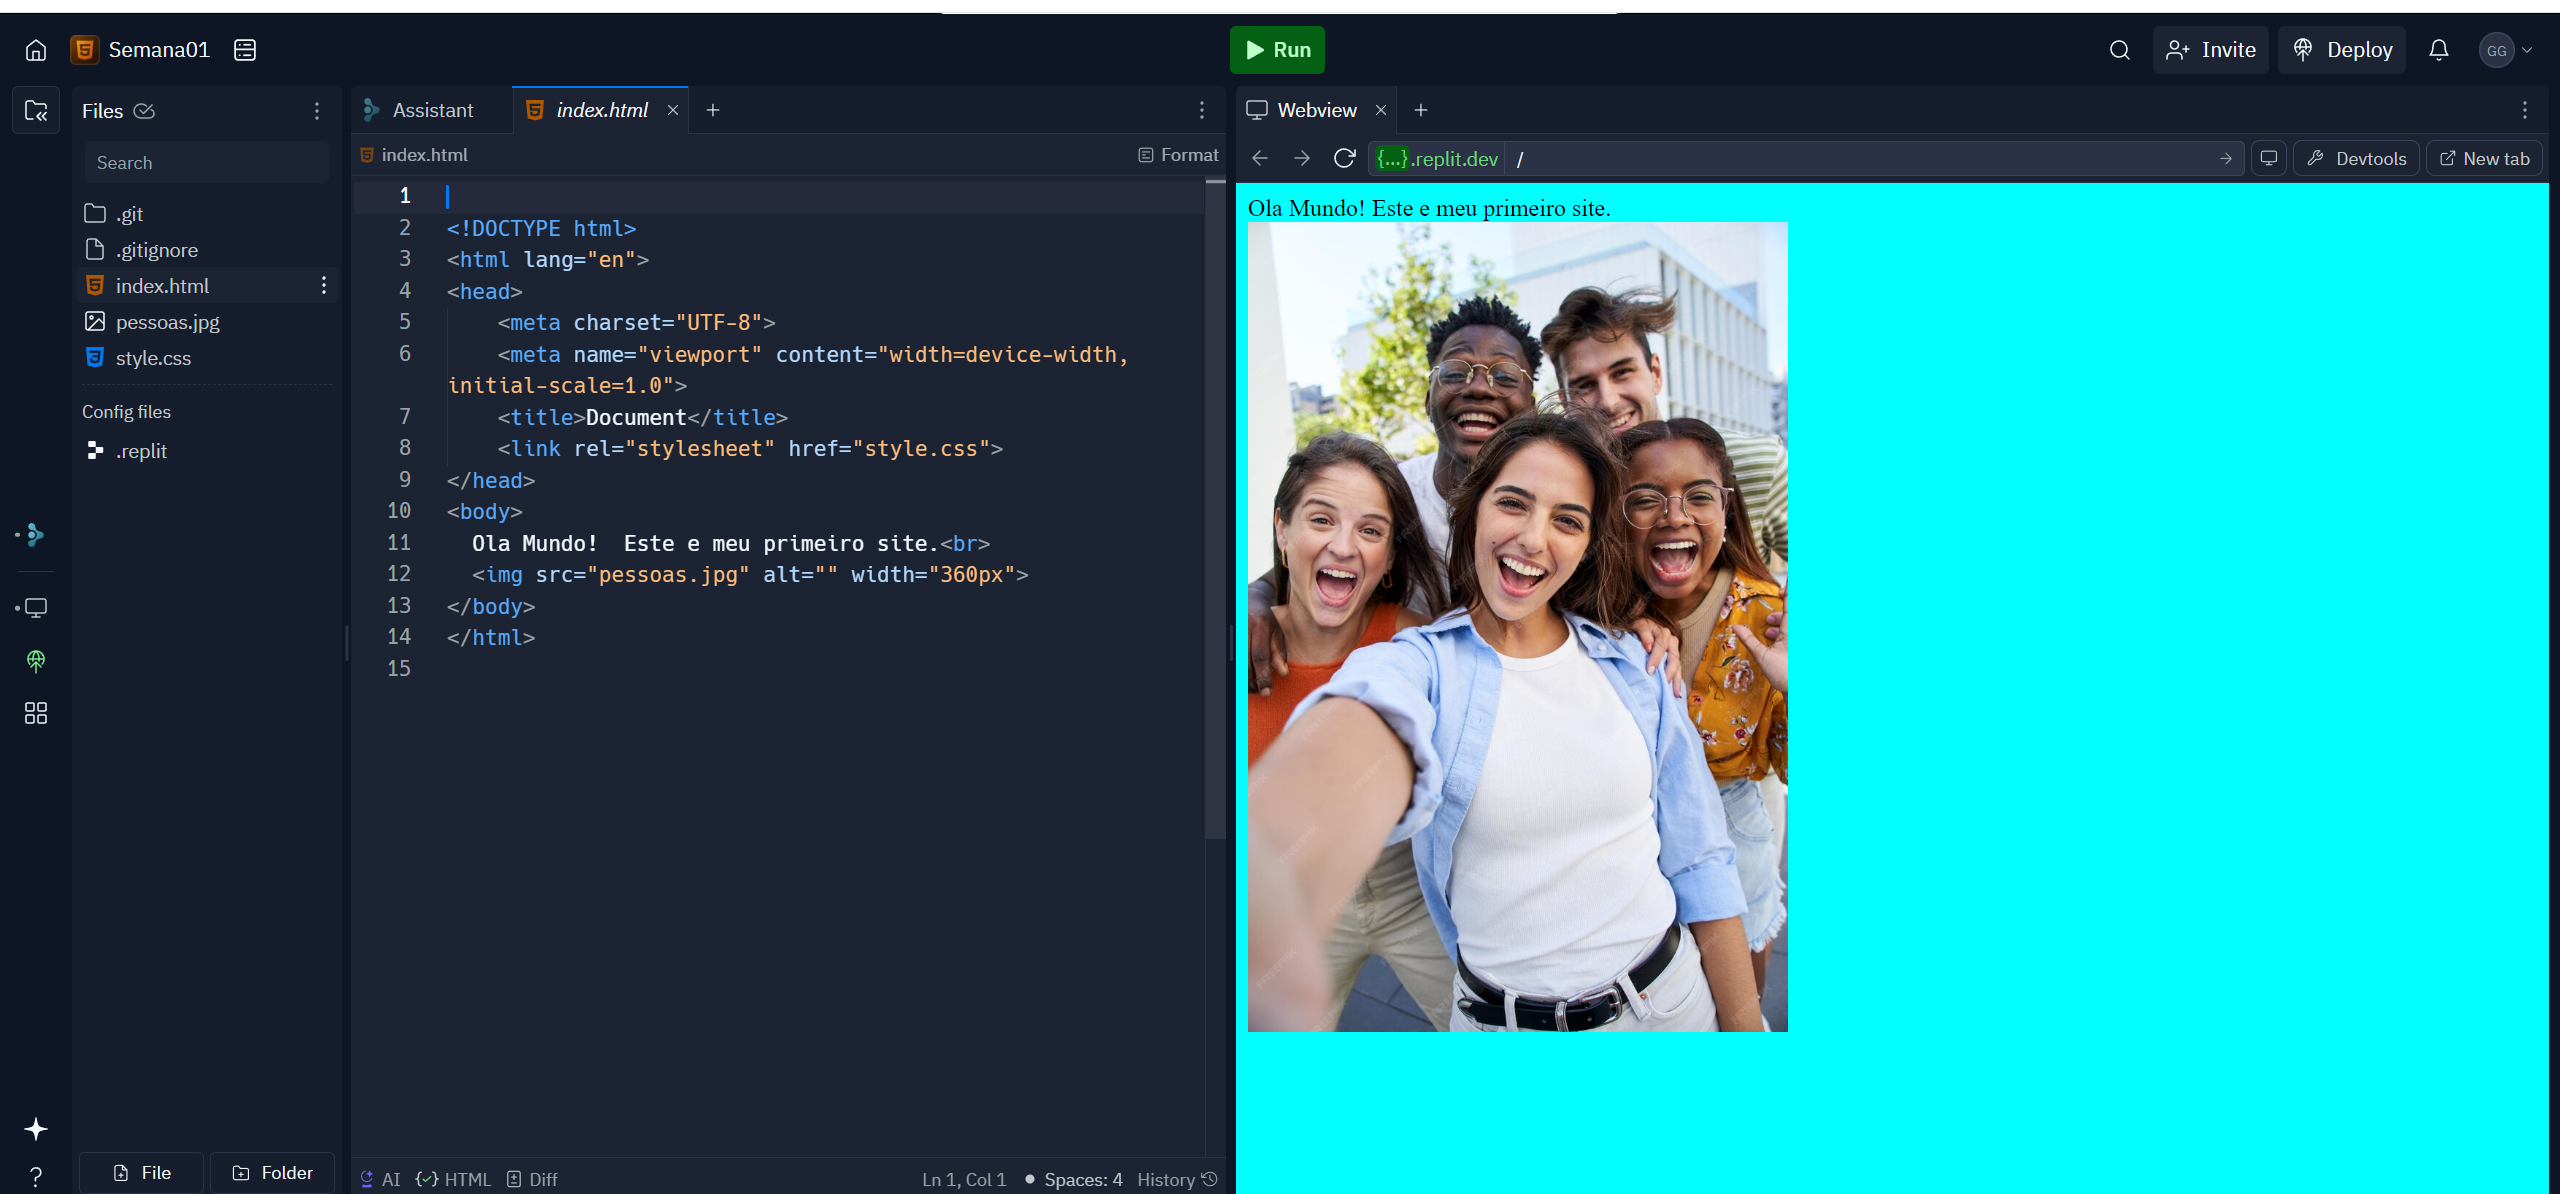 Semana01
Run
Invite
Deploy
GG
Files
Search
.git
.gitignore
index.html
pessoas.jpg
style.css
Config files
.replit
File
Folder
Assistant
index.html
index.html
Format
1
2 <!DOCTYPE html>
3 <html lang="en">
4 <head>
5 <meta charset="UTF-8">
6 <meta name="viewport" content="width=device-width,
initial-scale=1.0">
7 <title>Document</title>
8 <link rel="stylesheet" href="style.css">
9 </head>
10 <body>
11 Ola Mundo!  Este e meu primeiro site.<br>
12 <img src="pessoas.jpg" alt="" width="360px">
13 </body>
14 </html>
15
AI
HTML
Diff
Ln 1, Col 1
Spaces: 4
History
Webview
{...}.replit.dev /
Devtools
New tab
Ola Mundo! Este e meu primeiro site.